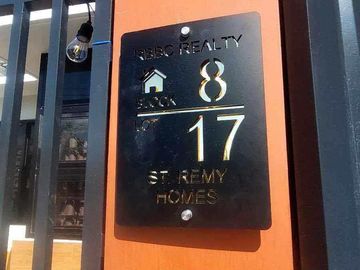 RBBC REALTY
BLOCK 8
LOT 17
ST. REMY
HOMES